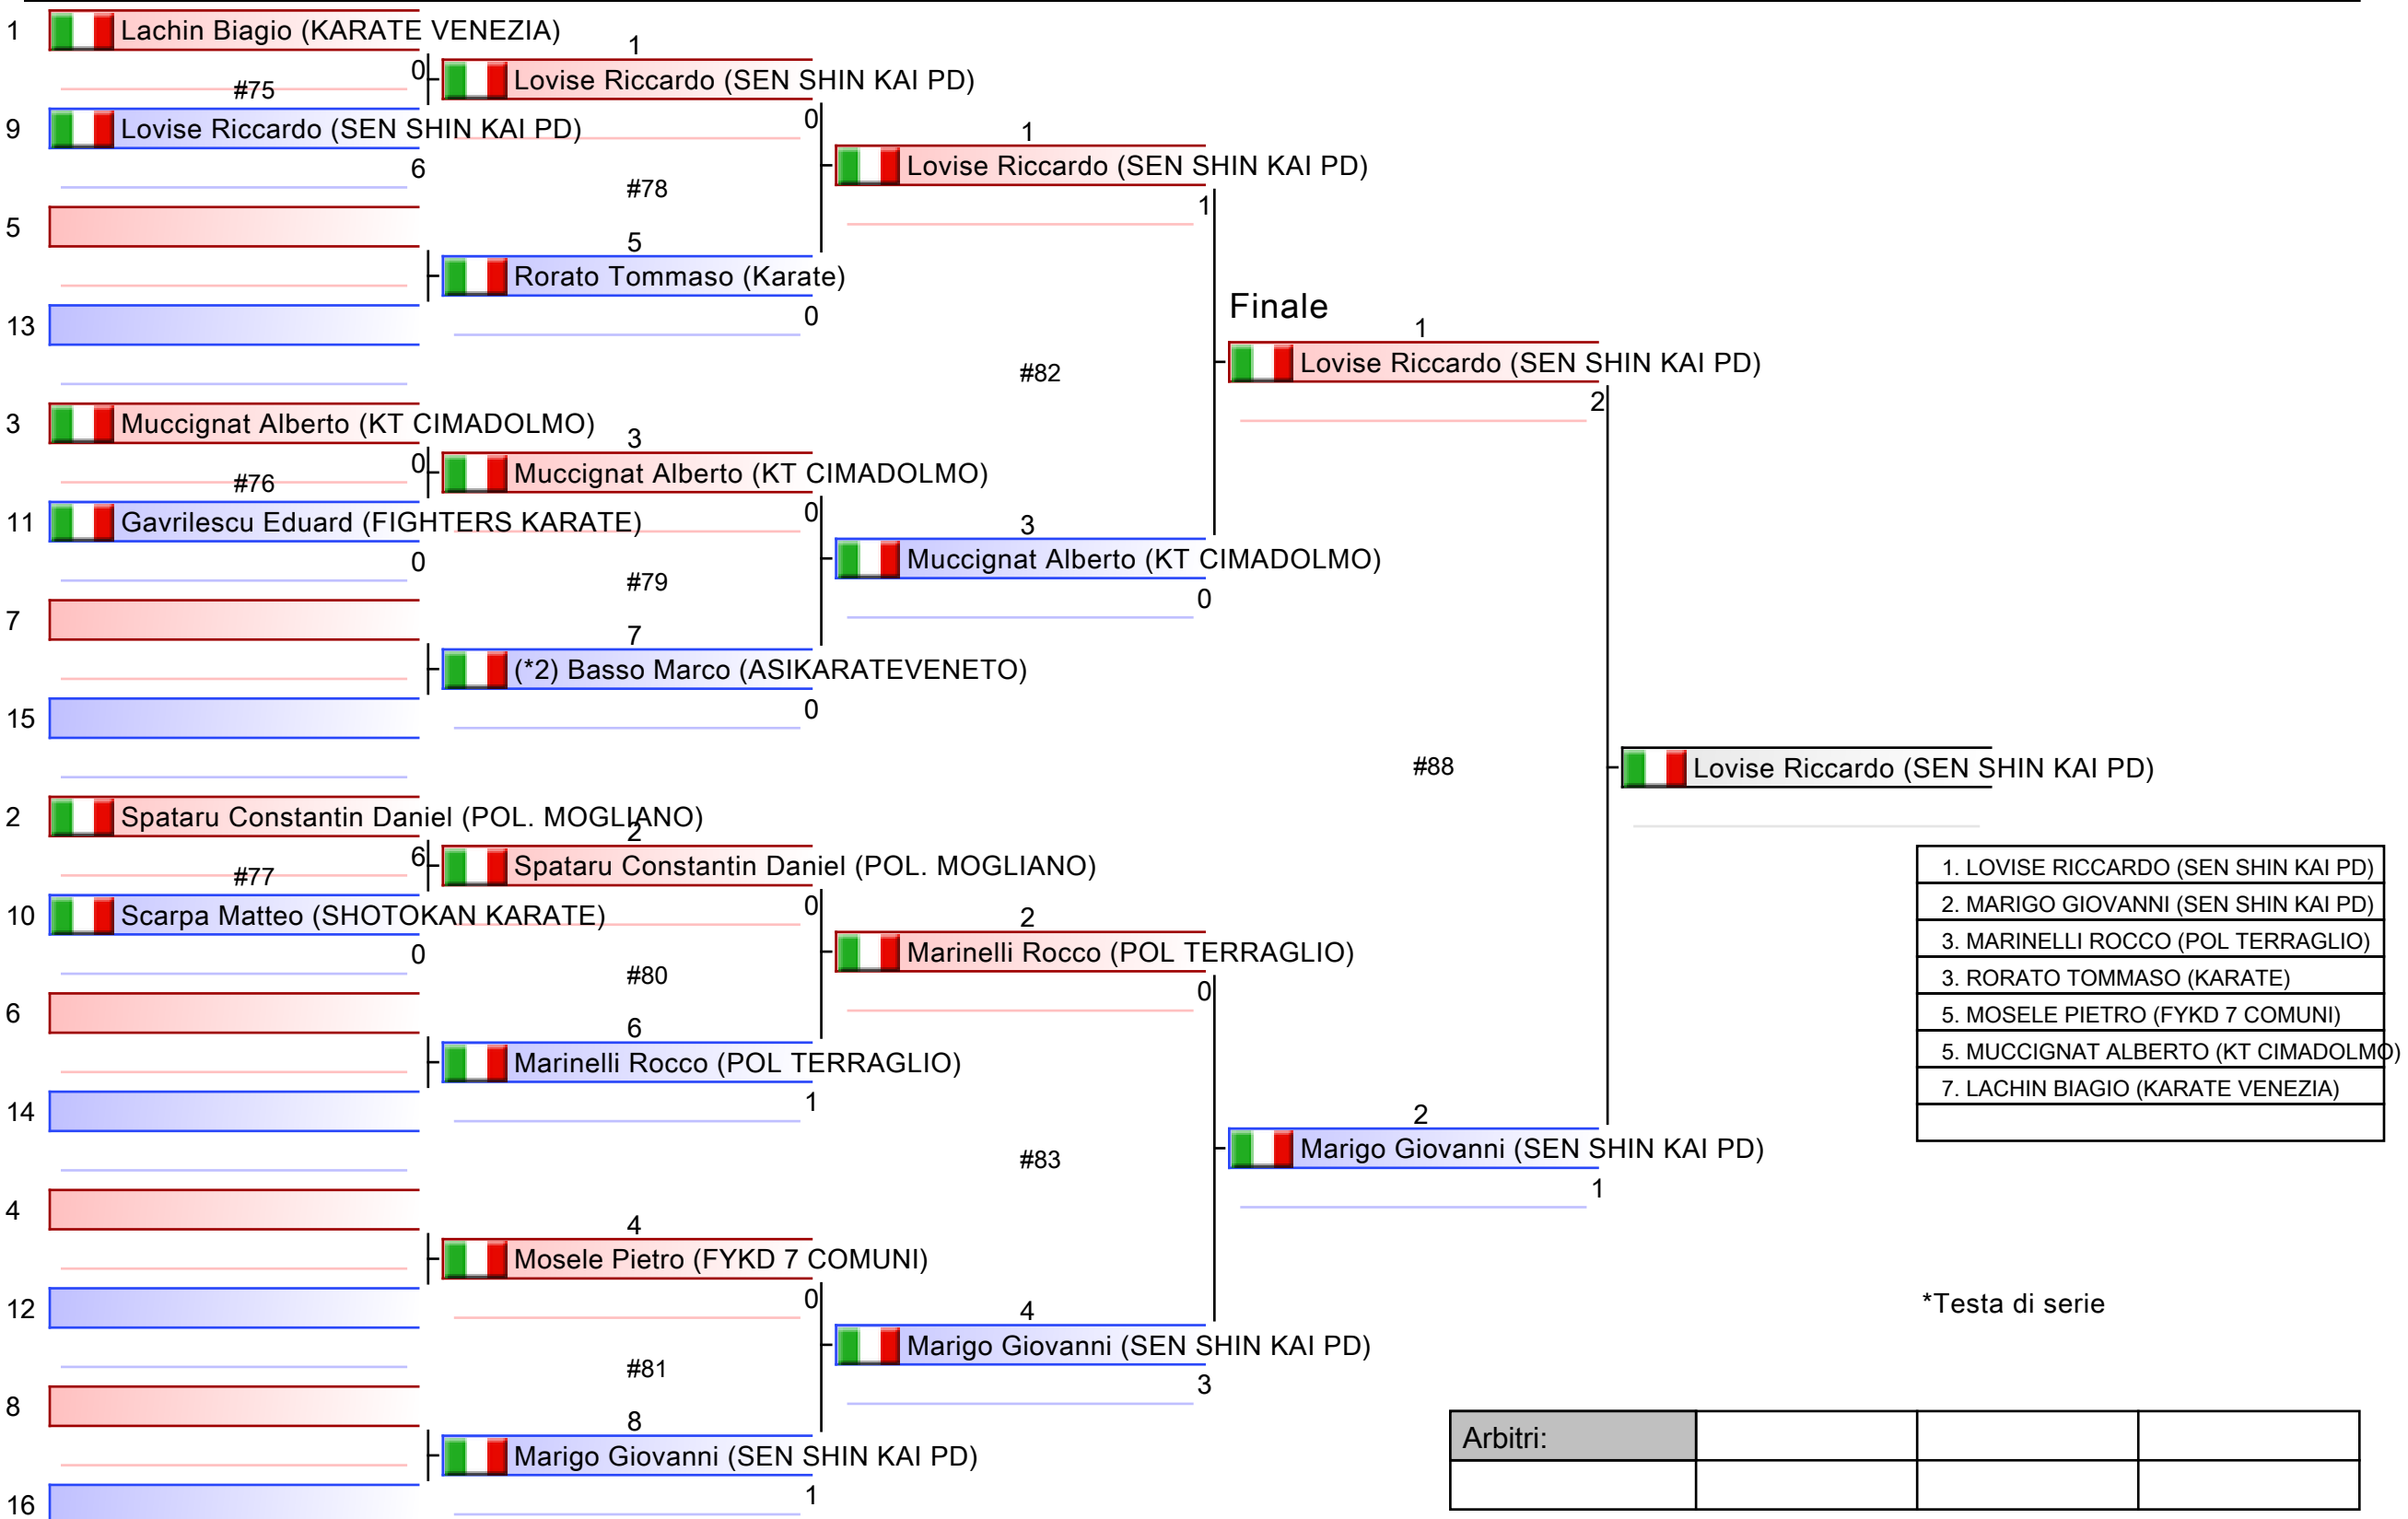 1 Lachin Biagio (KARATE VENEZIA)
0
#75
9 Lovise Riccardo (SEN SHIN KAI PD)
6
5
13
3 Muccignat Alberto (KT CIMADOLMO)
0
#76
11 Gavrilescu Eduard (FIGHTERS KARATE)
0
7
15
2 Spataru Constantin Daniel (POL. MOGLIANO)
6
#77
10 Scarpa Matteo (SHOTOKAN KARATE)
0
6
14
4
12
8
16
1
Lovise Riccardo (SEN SHIN KAI PD)
0
#78
5
Rorato Tommaso (Karate)
0
3
Muccignat Alberto (KT CIMADOLMO)
0
#79
7
(*2) Basso Marco (ASIKARATEVENETO)
0
2
Spataru Constantin Daniel (POL. MOGLIANO)
0
#80
6
Marinelli Rocco (POL TERRAGLIO)
1
4
Mosele Pietro (FYKD 7 COMUNI)
0
#81
8
Marigo Giovanni (SEN SHIN KAI PD)
1
1
Lovise Riccardo (SEN SHIN KAI PD)
1
#82
3
Muccignat Alberto (KT CIMADOLMO)
0
2
Marinelli Rocco (POL TERRAGLIO)
0
#83
4
Marigo Giovanni (SEN SHIN KAI PD)
3
Finale
1
Lovise Riccardo (SEN SHIN KAI PD)
2
#88
2
Marigo Giovanni (SEN SHIN KAI PD)
1
Lovise Riccardo (SEN SHIN KAI PD)
1. LOVISE RICCARDO (SEN SHIN KAI PD)
2. MARIGO GIOVANNI (SEN SHIN KAI PD)
3. MARINELLI ROCCO (POL TERRAGLIO)
3. RORATO TOMMASO (KARATE)
5. MOSELE PIETRO (FYKD 7 COMUNI)
5. MUCCIGNAT ALBERTO (KT CIMADOLMO)
7. LACHIN BIAGIO (KARATE VENEZIA)
*Testa di serie
Arbitri: